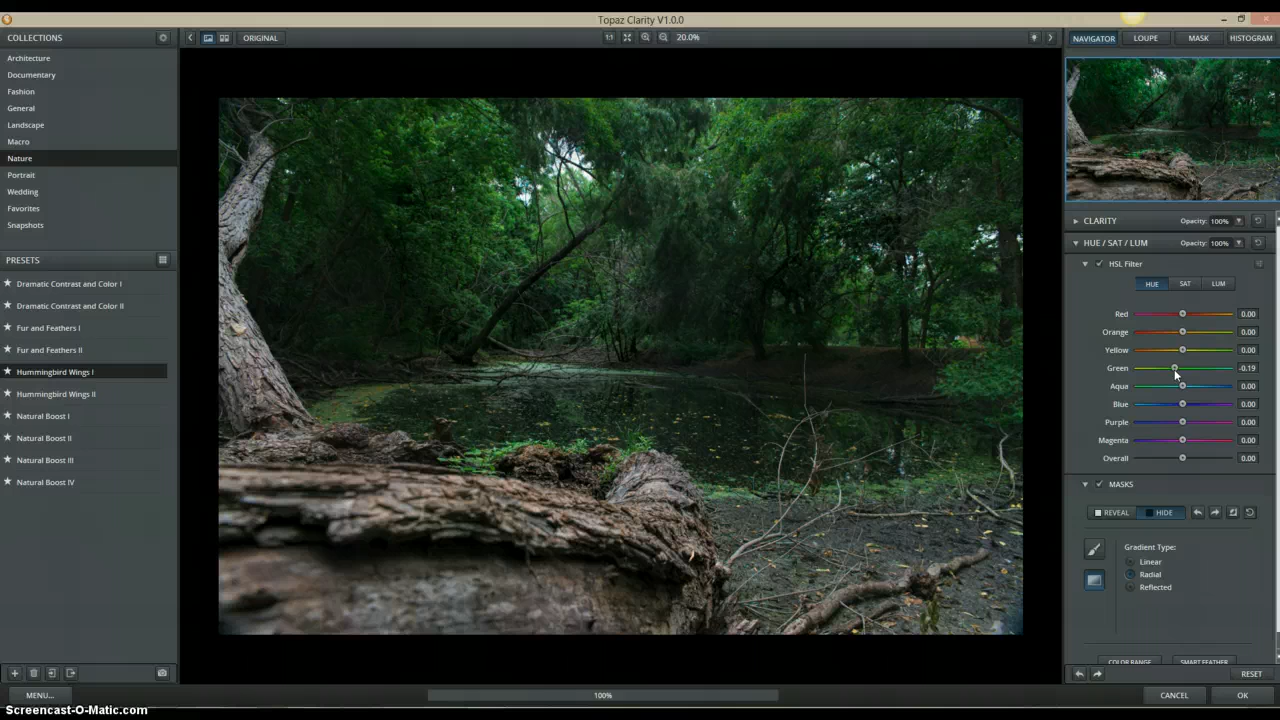 Topaz Clarity V1.0.0
COLLECTIONS
ORIGINAL
20.0%
NAVIGATOR
LOUPE
MASK
HISTOGRAM
Architecture
Documentary
Fashion
General
Landscape
Macro
Nature
Portrait
Wedding
Favorites
Snapshots
PRESETS
Dramatic Contrast and Color I
Dramatic Contrast and Color II
Fur and Feathers I
Fur and Feathers II
Hummingbird Wings I
Hummingbird Wings II
Natural Boost I
Natural Boost II
Natural Boost III
Natural Boost IV
CLARITY Opacity: 100%
HUE / SAT / LUM Opacity: 100%
HSL Filter
HUE SAT LUM
Red 0.00
Orange 0.00
Yellow 0.00
Green -0.19
Aqua 0.00
Blue 0.00
Purple 0.00
Magenta 0.00
Overall 0.00
MASKS
REVEAL HIDE
Gradient Type:
Linear
Radial
Reflected
COLOR RANGE SMART FEATHER
RESET
MENU...
100%
CANCEL
OK
Screencast-O-Matic.com